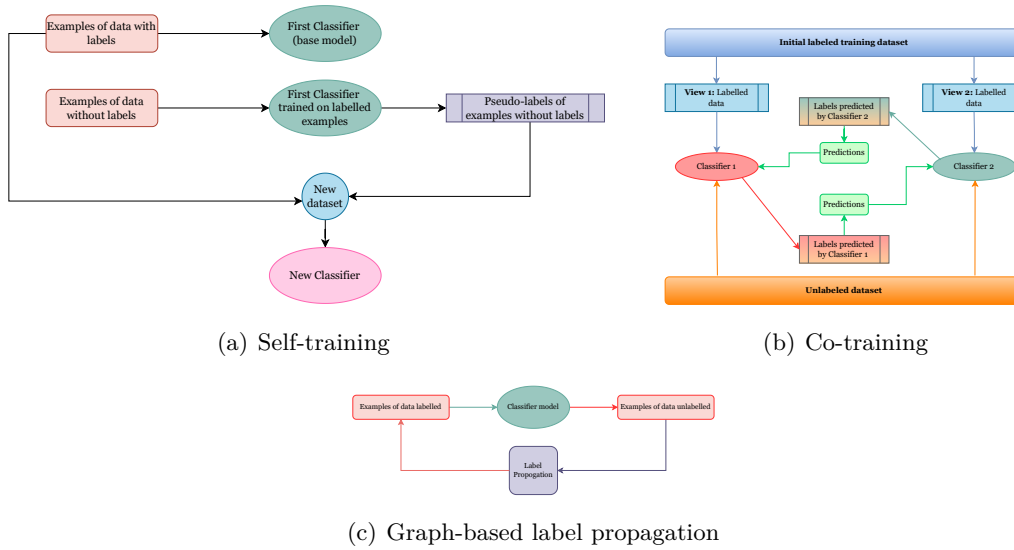 Examples of data with
labels
First Classifier
(base model)
Examples of data
without labels
First Classifier
trained on labelled
examples
Pseudo-labels of
examples without labels
New
dataset
New Classifier
(a) Self-training
Initial labeled training dataset
View 1: Labelled
data
View 2: Labelled
data
Labels predicted
by Classifier 2
Predictions
Classifier 1
Classifier 2
Predictions
Labels predicted
by Classifier 1
Unlabeled dataset
(b) Co-training
Examples of data labelled
Classifier model
Examples of data unlabelled
Label
Propogation
(c) Graph-based label propagation